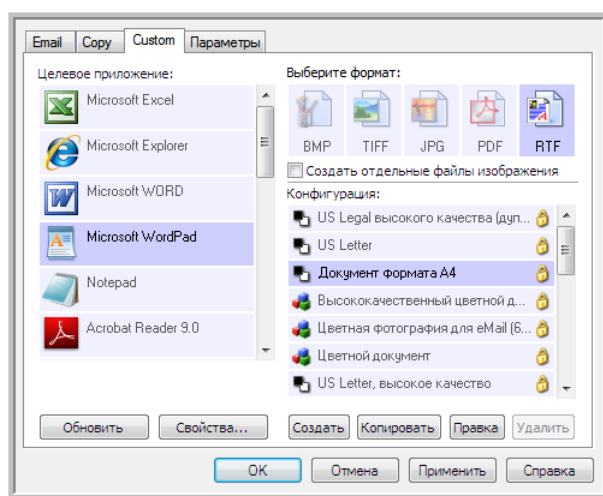 Email Copy Custom Параметры
Целевое приложение:
Microsoft Excel
Microsoft Explorer
Microsoft WORD
Microsoft WordPad
Notepad
Acrobat Reader 9.0
Обновить Свойства...
Выберите формат:
BMP TIFF JPG PDF RTF
Создать отдельные файлы изображения
Конфигурация:
US Legal высокого качества (дуп...
US Letter
Документ формата A4
Высококачественный цветной д...
Цветная фотография для eMail (6...
Цветной документ
US Letter, высокое качество
Создать Копировать Правка Удалить
OK Отмена Применить Справка